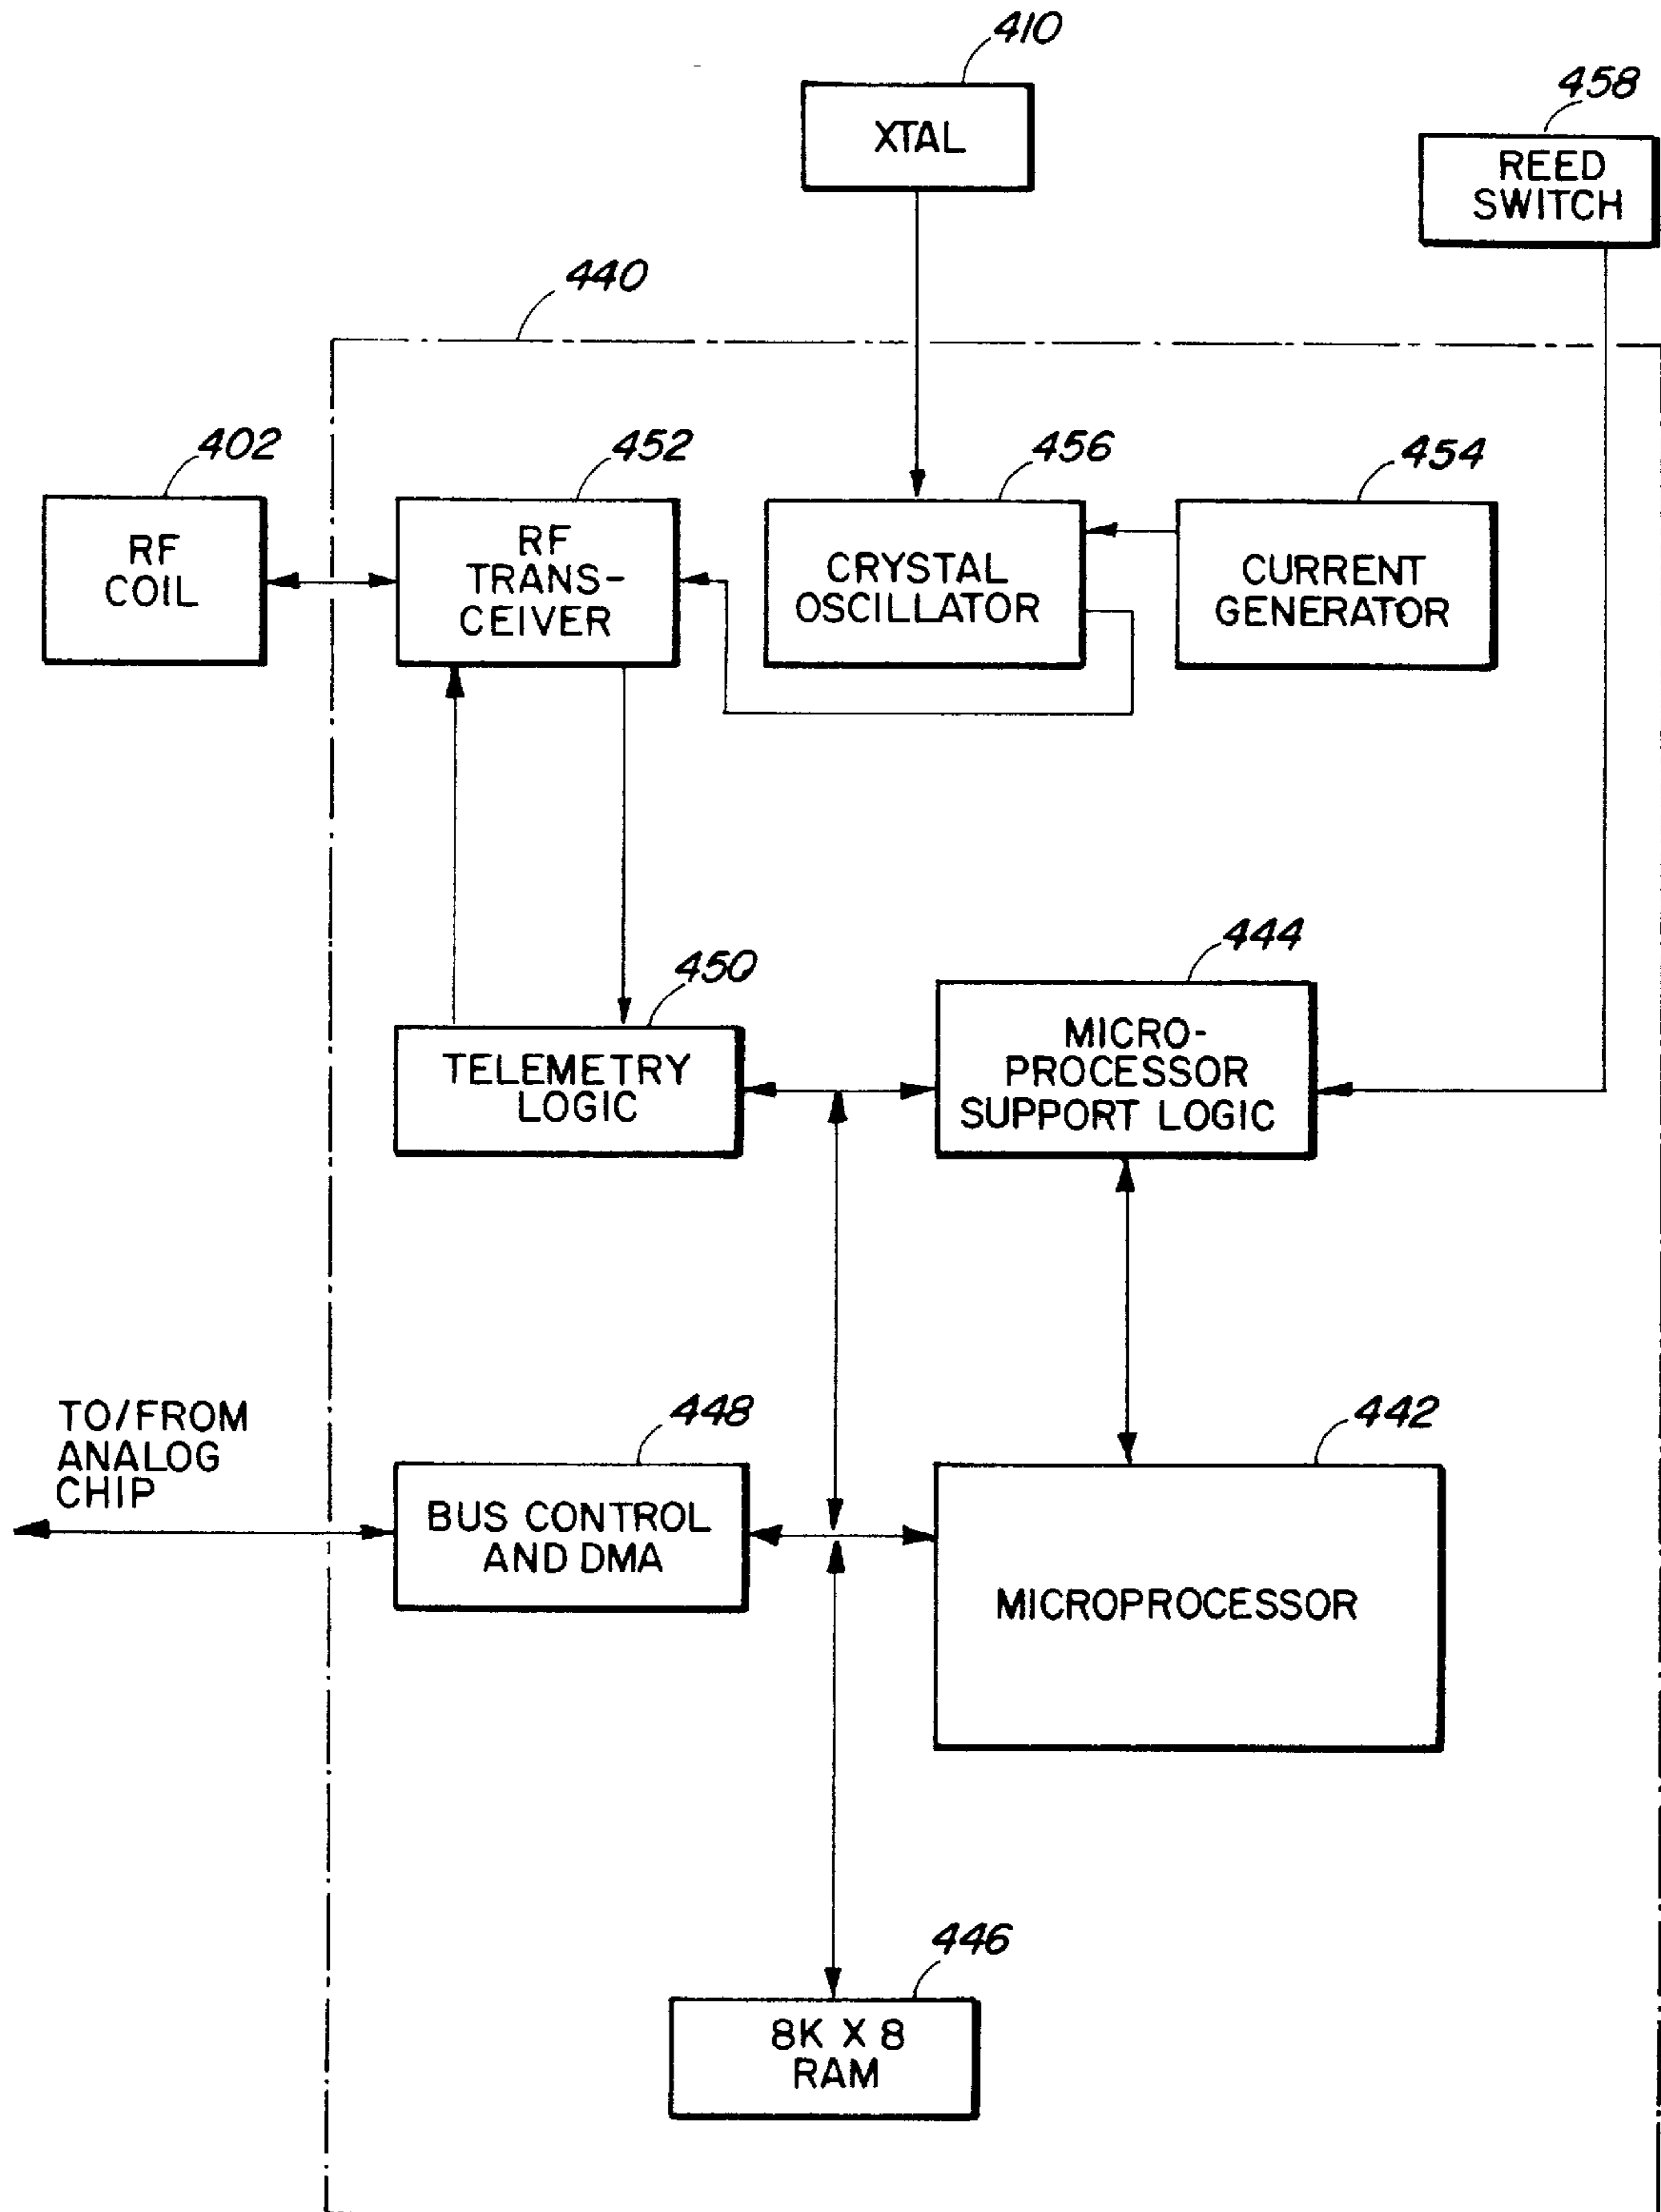 410
XTAL
458
REED
SWITCH
440
402
RF
COIL
452
RF
TRANS-
CEIVER
456
CRYSTAL
OSCILLATOR
454
CURRENT
GENERATOR
450
TELEMETRY
LOGIC
444
MICRO-
PROCESSOR
SUPPORT LOGIC
TO/FROM
ANALOG
CHIP
448
BUS CONTROL
AND DMA
442
MICROPROCESSOR
446
8K X 8
RAM